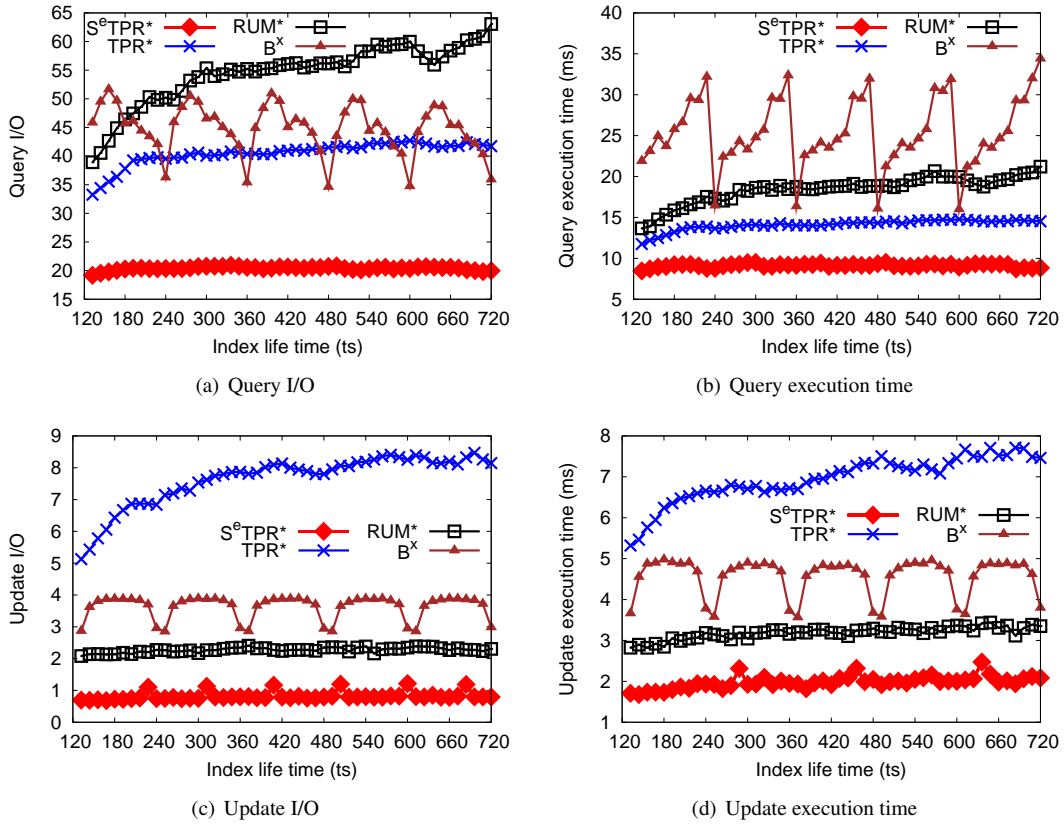 65
60
55
50
45
40
35
30
25
20
15
Query I/O
SᵉTPR*
TPR*
RUM*
Bˣ
120 180 240 300 360 420 480 540 600 660 720
Index life time (ts)
(a) Query I/O
40
35
30
25
20
15
10
5
Query execution time (ms)
SᵉTPR*
TPR*
RUM*
Bˣ
120 180 240 300 360 420 480 540 600 660 720
Index life time (ts)
(b) Query execution time
9
8
7
6
5
4
3
2
1
0
Update I/O
SᵉTPR*
TPR*
RUM*
Bˣ
120 180 240 300 360 420 480 540 600 660 720
Index life time (ts)
(c) Update I/O
8
7
6
5
4
3
2
1
Update execution time (ms)
SᵉTPR*
TPR*
RUM*
Bˣ
120 180 240 300 360 420 480 540 600 660 720
Index life time (ts)
(d) Update execution time